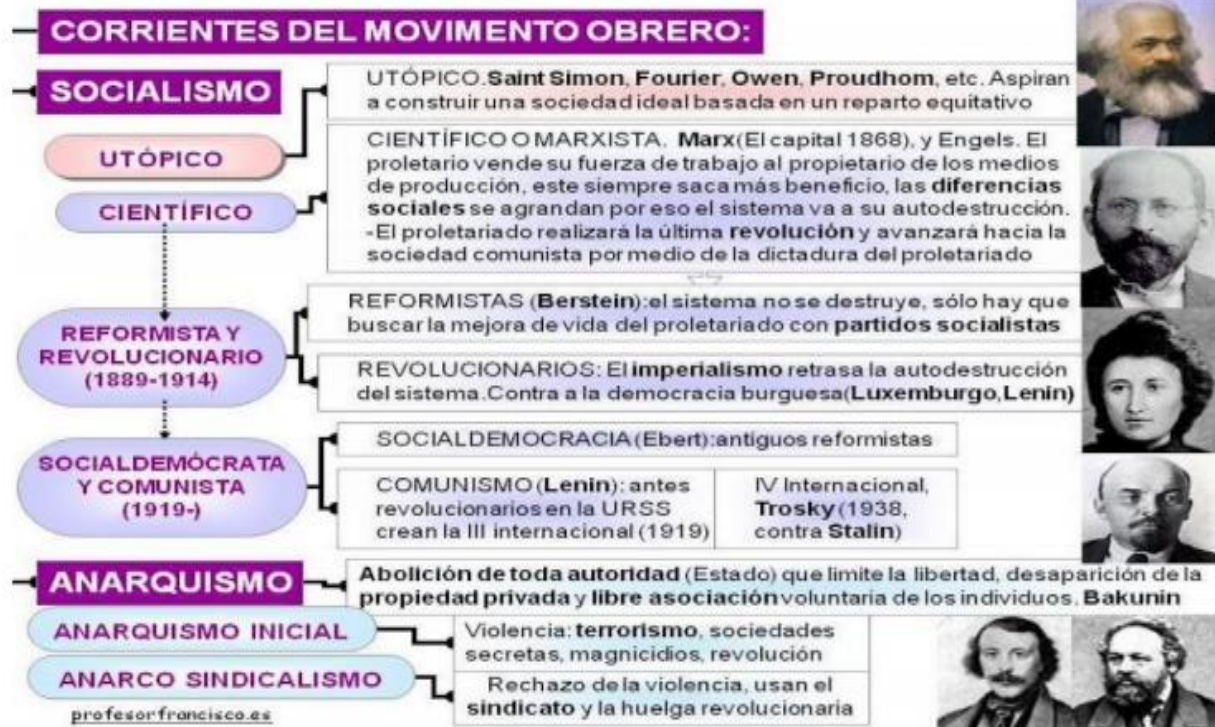 CORRIENTES DEL MOVIMENTO OBRERO:
SOCIALISMO
UTÓPICO. Saint Simon, Fourier, Owen, Proudhom, etc. Aspiran
a construir una sociedad ideal basada en un reparto equitativo
UTÓPICO
CIENTÍFICO O MARXISTA. Marx(El capital 1868), y Engels. El
proletario vende su fuerza de trabajo al propietario de los medios
de producción, este siempre saca más beneficio, las diferencias
sociales se agrandan por eso el sistema va a su autodestrucción.
-El proletariado realizará la última revolución y avanzará hacia la
sociedad comunista por medio de la dictadura del proletariado
CIENTÍFICO
REFORMISTA Y
REVOLUCIONARIO
(1889-1914)
REFORMISTAS (Berstein):el sistema no se destruye, sólo hay que
buscar la mejora de vida del proletariado con partidos socialistas
REVOLUCIONARIOS: El imperialismo retrasa la autodestrucción
del sistema.Contra a la democracia burguesa(Luxemburgo,Lenin)
SOCIALDEMÓCRATA
Y COMUNISTA
(1919-)
SOCIALDEMOCRACIA (Ebert):antiguos reformistas
COMUNISMO (Lenin): antes
revolucionarios en la URSS
crean la III internacional (1919)
IV Internacional,
Trosky (1938,
contra Stalin)
ANARQUISMO
Abolición de toda autoridad (Estado) que limite la libertad, desaparición de la
propiedad privada y libre asociación voluntaria de los individuos. Bakunin
ANARQUISMO INICIAL
Violencia: terrorismo, sociedades
secretas, magnicidios, revolución
ANARCO SINDICALISMO
Rechazo de la violencia, usan el
sindicato y la huelga revolucionaria
profesorfrancisco.es